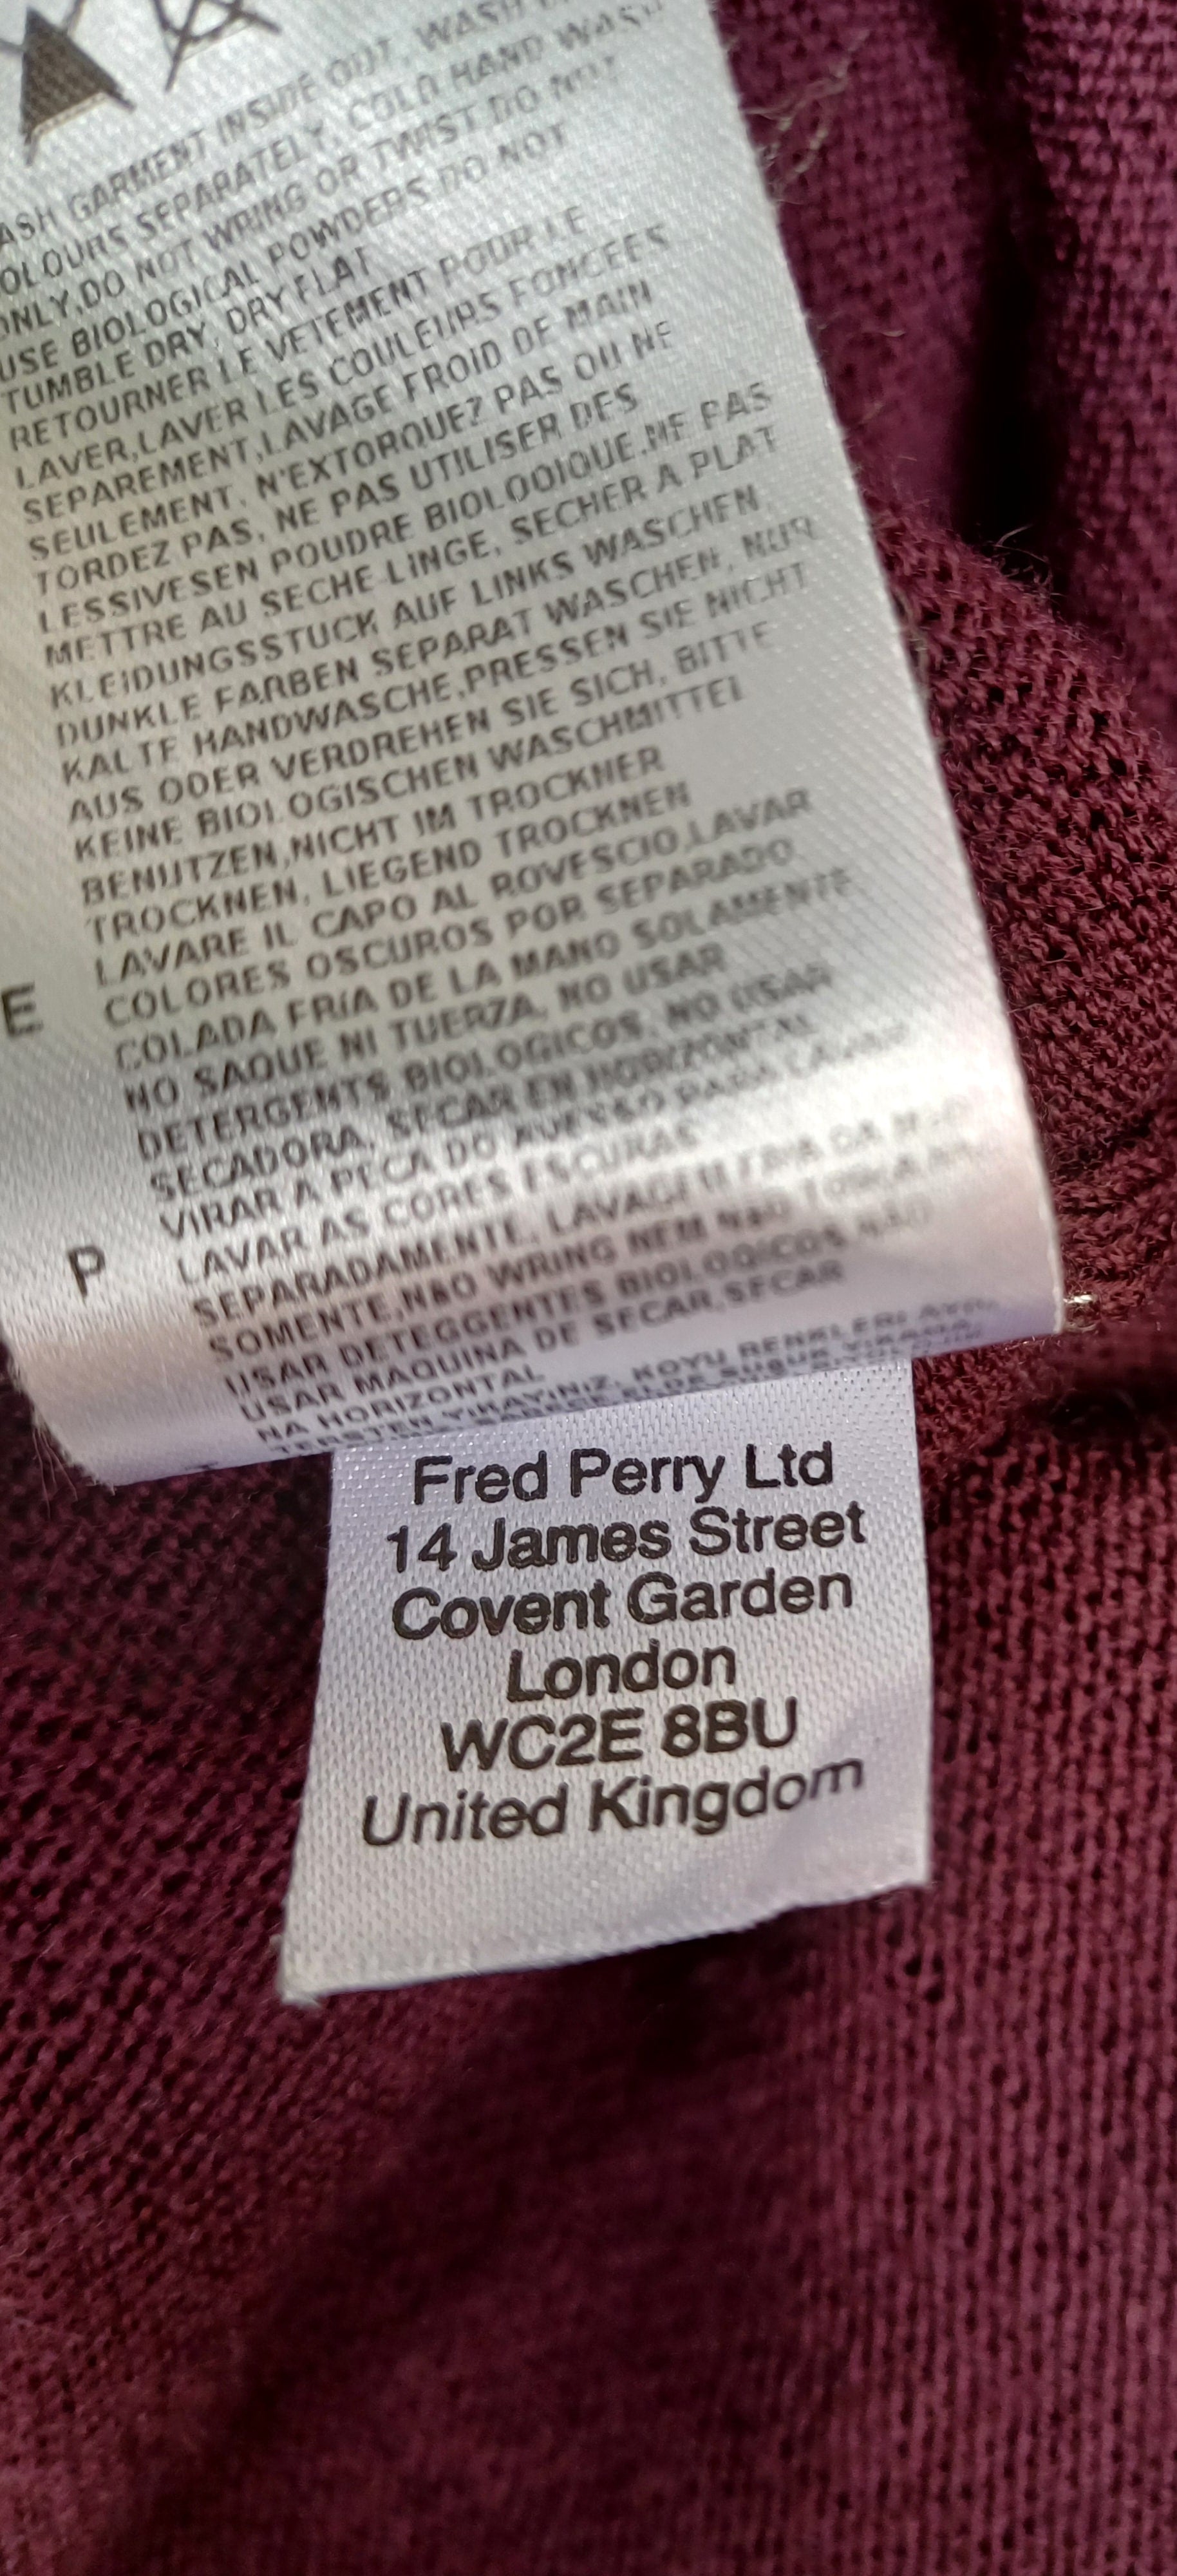 ASH GARMENT INSIDE OUT, WASH
OLOURS SEPARATELY, COLD HAND WASH
ONLY,DO NOT WRING OR TWIST DO NOT
USE BIOLOGICAL POWDERS DO NOT
TUMBLE DRY, DRY FLAT
RETOURNER LE VETEMENT POUR LE
LAVER,LAVER LES COULEURS FONCEES
SEPAREMENT,LAVAGE FROID DE MAIN
SEULEMENT, N'EXTORQUEZ PAS OU NE
TORDEZ PAS, NE PAS UTILISER DES
LESSIVESEN POUDRE BIOLOOIQUE,NE PAS
METTRE AU SECHE-LINGE, SECHER A PLAT
KLEIDUNGSSTUCK AUF LINKS WASCHEN
DUNKLE FARBEN SEPARAT WASCHEN, NUR
KALTE HANDWASCHE,PRESSEN SIE NICHT
AUS ODER VERDREHEN SIE SICH, BITTE
KEINE BIOLOGISCHEN WASCHMITTEL
BENUTZEN,NICHT IM TROCKNER
TROCKNEN, LIEGEND TROCKNEN
LAVARE IL CAPO AL ROVESCIO,LAVAR
E COLORES OSCUROS POR SEPARADO
COLADA FRIA DE LA MANO SOLAMENTE
NO SAQUE NI TUERZA, NO USAR
DETERGENTS BIOLOGICOS, NO USAR
SECADORA, SECAR EN HORIZONTAL
P VIRAR A PECA DO AVES&O PARA LAVAR
LAVAR AS CORES ESCURAS
SEPARADAMENTE, LAVAGEM FRIA DA
SOMENTE,N&O WRING NEM N&O
USAR DETEGGENTES BIOLOGICOS NAO
USAR MAQUINA DE SECAR,SECAR
NA HORIZONTAL
TERSTEN YIKAYINIZ, KOYU RENKLERI
Fred Perry Ltd
14 James Street
Covent Garden
London
WC2E 8BU
United Kingdom